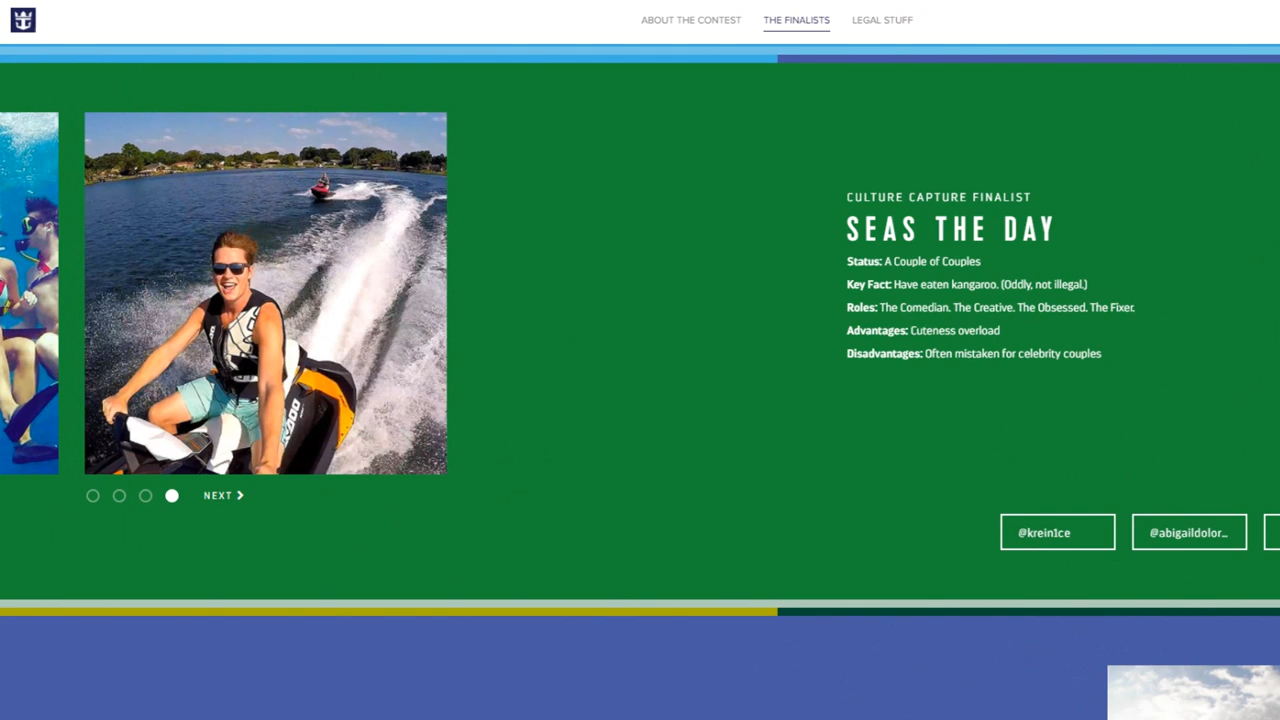 ABOUT THE CONTEST
THE FINALISTS
LEGAL STUFF
CULTURE CAPTURE FINALIST
SEAS THE DAY
Status: A Couple of Couples
Key Fact: Have eaten kangaroo. (Oddly, not illegal.)
Roles: The Comedian. The Creative. The Obsessed. The Fixer.
Advantages: Cuteness overload
Disadvantages: Often mistaken for celebrity couples
NEXT
@krein1ce
@abigaildolor...